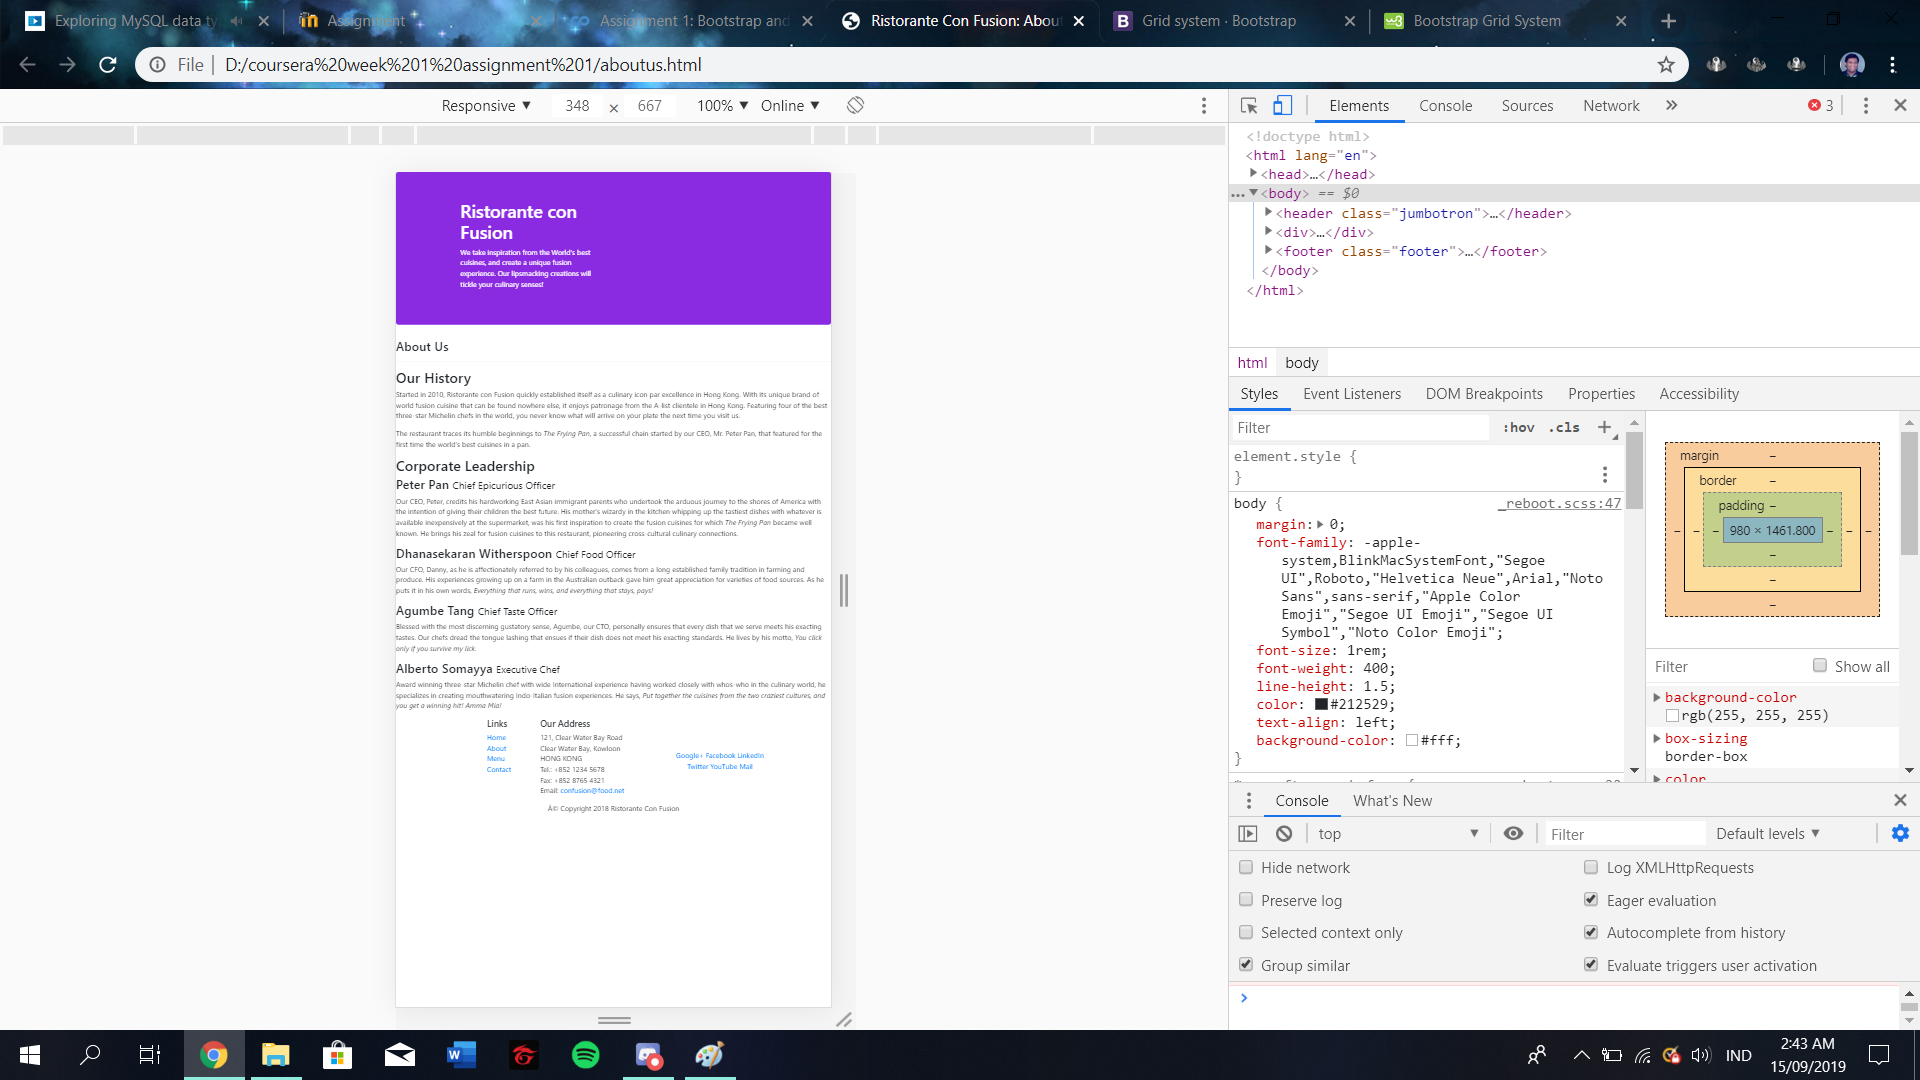 Exploring MySQL data ty
Assignment
Assignment 1: Bootstrap and
Ristorante Con Fusion: Abou
Grid system · Bootstrap
Bootstrap Grid System
File
D:/coursera%20week%201%20assignment%201/aboutus.html
Responsive ▼ 348 × 667 100% ▼ Online ▼
Elements Console Sources Network » 3
Ristorante con
Fusion
We take inspiration from the World's best
cuisines, and create a unique fusion
experience. Our lipsmacking creations will
tickle your culinary senses!
About Us
Our History
Started in 2010, Ristorante con Fusion quickly established itself as a culinary icon par excellence in Hong Kong. With its unique brand of
world fusion cuisine that can be found nowhere else, it enjoys patronage from the A-list clientele in Hong Kong. Featuring four of the best
three-star Michelin chefs in the world, you never know what will arrive on your plate the next time you visit us.
The restaurant traces its humble beginnings to The Frying Pan, a successful chain started by our CEO, Mr. Peter Pan, that featured for the
first time the world's best cuisines in a pan.
Corporate Leadership
Peter Pan Chief Epicurious Officer
Our CEO, Peter, credits his hardworking East Asian immigrant parents who undertook the arduous journey to the shores of America with
the intention of giving their children the best future. His mother's wizardy in the kitchen whipping up the tastiest dishes with whatever is
available inexpensively at the supermarket, was his first inspiration to create the fusion cuisines for which The Frying Pan became well
known. He brings his zeal for fusion cuisines to this restaurant, pioneering cross-cultural culinary connections.
Dhanasekaran Witherspoon Chief Food Officer
Our CFO, Danny, as he is affectionately referred to by his colleagues, comes from a long established family tradition in farming and
produce. His experiences growing up on a farm in the Australian outback gave him great appreciation for varieties of food sources. As he
puts it in his own words, Everything that runs, wins, and everything that stays, pays!
Agumbe Tang Chief Taste Officer
Blessed with the most discerning gustatory sense, Agumbe, our CTO, personally ensures that every dish that we serve meets his exacting
tastes. Our chefs dread the tongue lashing that ensues if their dish does not meet his exacting standards. He lives by his motto, You click
only if you survive my lick.
Alberto Somayya Executive Chef
Award winning three-star Michelin chef with wide International experience having worked closely with whos-who in the culinary world, he
specializes in creating mouthwatering Indo-Italian fusion experiences. He says, Put together the cuisines from the two craziest cultures, and
you get a winning hit! Amma Mia!
Links
Home
About
Menu
Contact
Our Address
121, Clear Water Bay Road
Clear Water Bay, Kowloon
HONG KONG
Tel.: +852 1234 5678
Fax: +852 8765 4321
Email: confusion@food.net
Google+ Facebook LinkedIn
Twitter YouTube Mail
Â© Copyright 2018 Ristorante Con Fusion
<!doctype html>
<html lang="en">
<head>…</head>
<body> == $0
<header class="jumbotron">…</header>
<div>…</div>
<footer class="footer">…</footer>
</body>
</html>
html body
Styles Event Listeners DOM Breakpoints Properties Accessibility
Filter :hov .cls +
element.style {
}
body { _reboot.scss:47
margin: 0;
font-family: -apple-
system,BlinkMacSystemFont,"Segoe
UI",Roboto,"Helvetica Neue",Arial,"Noto
Sans",sans-serif,"Apple Color
Emoji","Segoe UI Emoji","Segoe UI
Symbol","Noto Color Emoji";
font-size: 1rem;
font-weight: 400;
line-height: 1.5;
color: #212529;
text-align: left;
background-color: #fff;
}
margin –
border –
padding –
– – – 980 × 1461.800 – – –
–
–
–
Filter Show all
background-color
rgb(255, 255, 255)
box-sizing
border-box
color
Console What's New
top ▼ Filter Default levels ▼
Hide network
Log XMLHttpRequests
Preserve log
Eager evaluation
Selected context only
Autocomplete from history
Group similar
Evaluate triggers user activation
IND
2:43 AM
15/09/2019